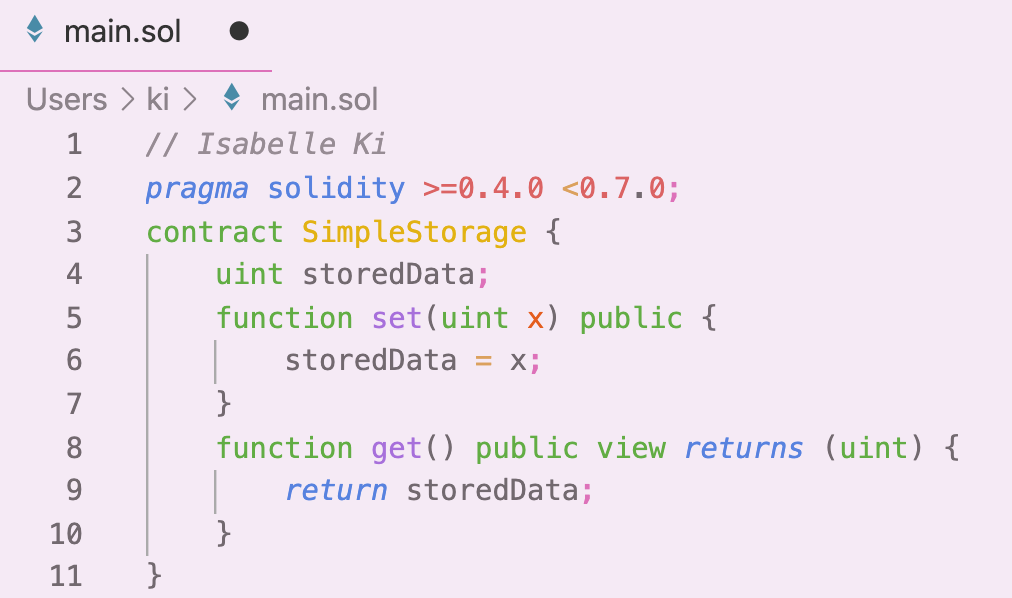 main.sol
Users > ki > main.sol
1 // Isabelle Ki
2 pragma solidity >=0.4.0 <0.7.0;
3 contract SimpleStorage {
4     uint storedData;
5     function set(uint x) public {
6         storedData = x;
7     }
8     function get() public view returns (uint) {
9         return storedData;
10     }
11 }